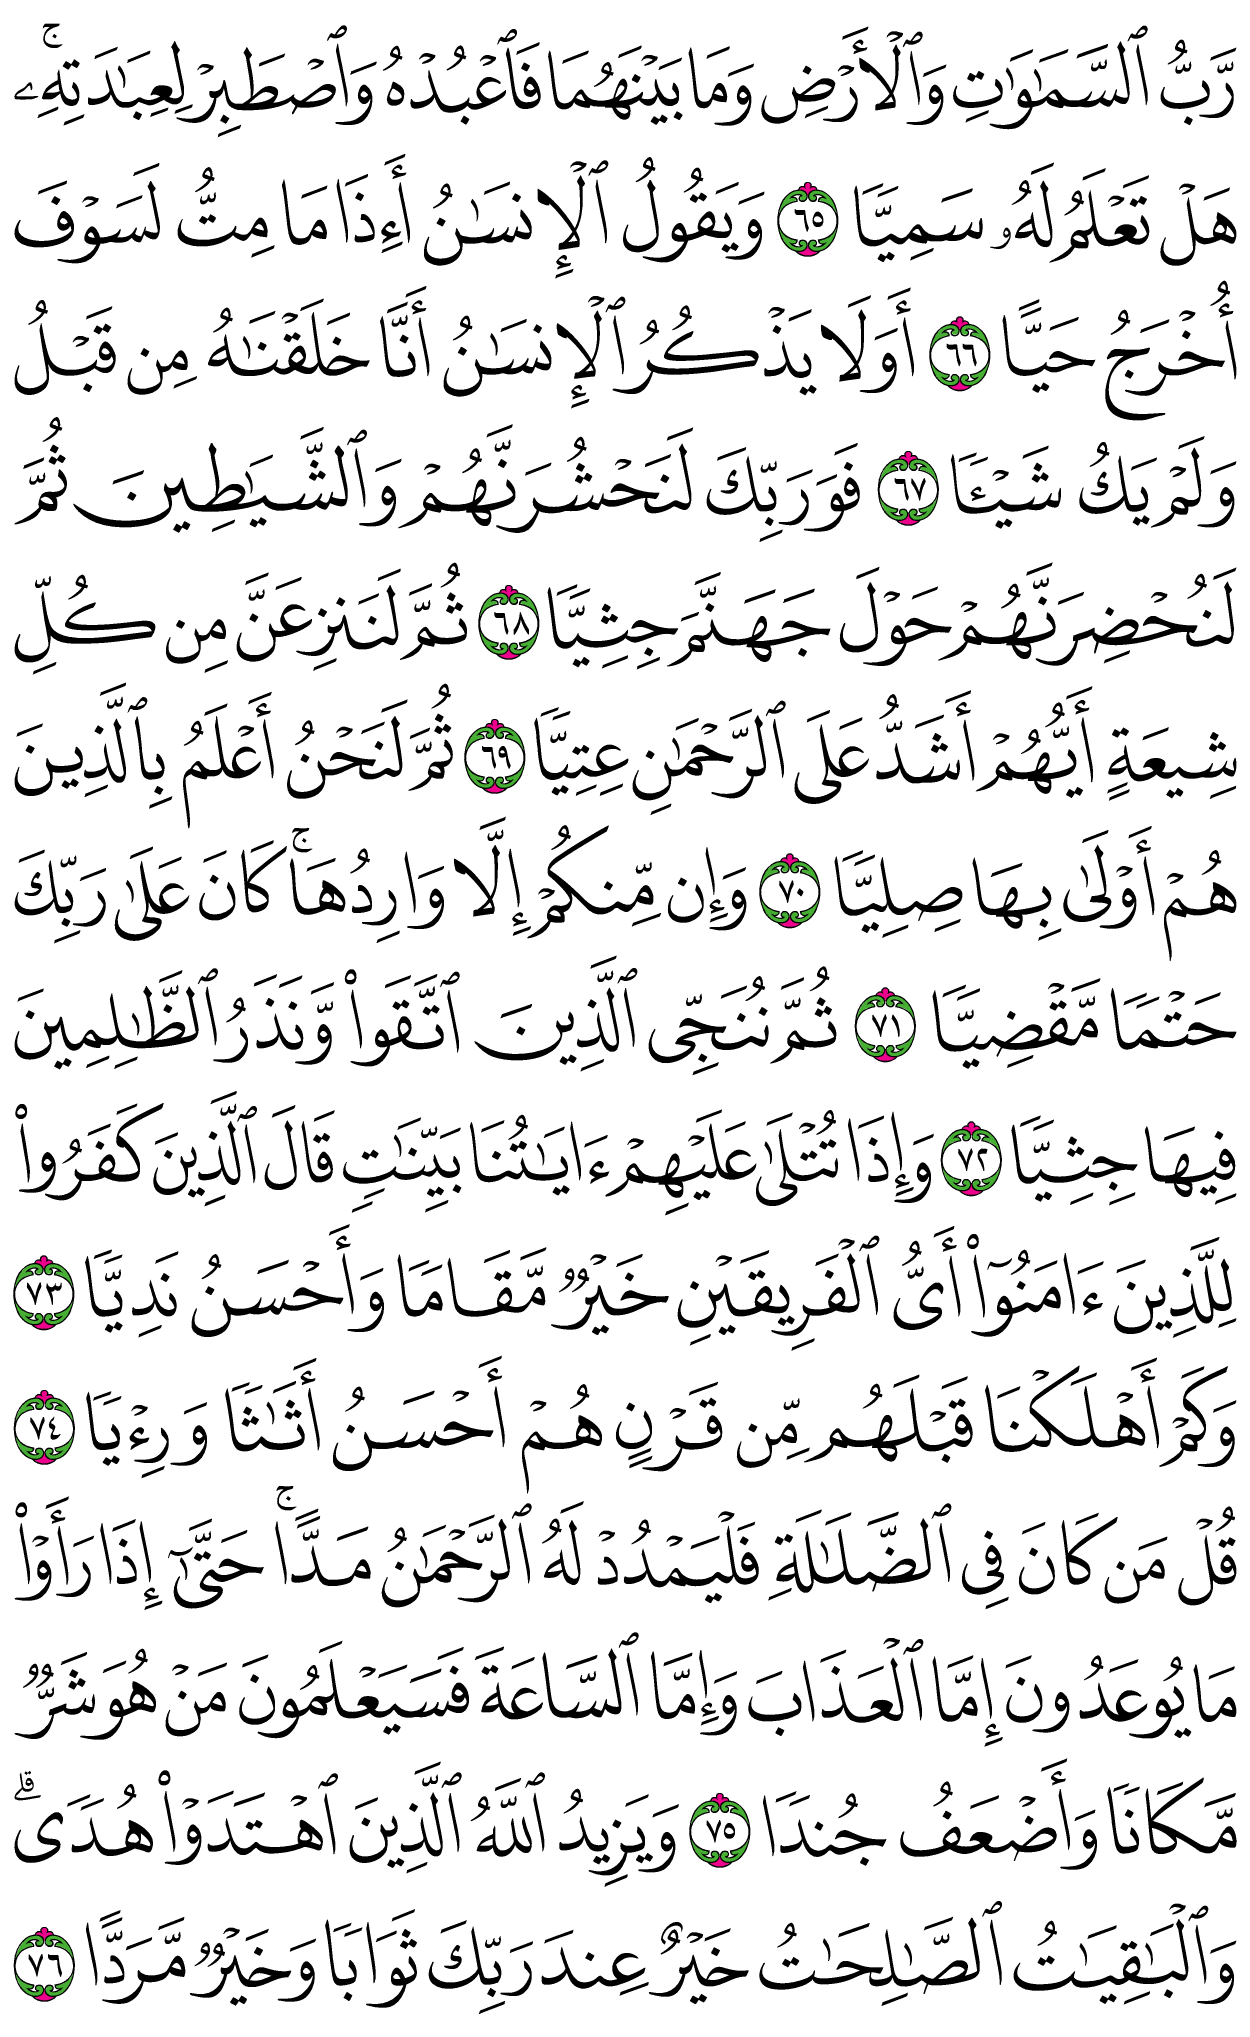 رَّبُّ ٱلسَّمَٰوَٰتِ وَٱلْأَرْضِ وَمَا بَيْنَهُمَا فَٱعْبُدْهُ وَٱصْطَبِرْ لِعِبَٰدَتِهِۦۚ
هَلْ تَعْلَمُ لَهُۥ سَمِيًّا ٦٥ وَيَقُولُ ٱلْإِنسَٰنُ أَءِذَا مَا مِتُّ لَسَوْفَ
أُخْرَجُ حَيًّا ٦٦ أَوَلَا يَذْكُرُ ٱلْإِنسَٰنُ أَنَّا خَلَقْنَٰهُ مِن قَبْلُ
وَلَمْ يَكُ شَيْـًٔا ٦٧ فَوَرَبِّكَ لَنَحْشُرَنَّهُمْ وَٱلشَّيَٰطِينَ ثُمَّ
لَنُحْضِرَنَّهُمْ حَوْلَ جَهَنَّمَ جِثِيًّا ٦٨ ثُمَّ لَنَنزِعَنَّ مِن كُلِّ
شِيعَةٍ أَيُّهُمْ أَشَدُّ عَلَى ٱلرَّحْمَٰنِ عِتِيًّا ٦٩ ثُمَّ لَنَحْنُ أَعْلَمُ بِٱلَّذِينَ
هُمْ أَوْلَىٰ بِهَا صِلِيًّا ٧٠ وَإِن مِّنكُمْ إِلَّا وَارِدُهَاۚ كَانَ عَلَىٰ رَبِّكَ
حَتْمًا مَّقْضِيًّا ٧١ ثُمَّ نُنَجِّى ٱلَّذِينَ ٱتَّقَوا۟ وَّنَذَرُ ٱلظَّٰلِمِينَ
فِيهَا جِثِيًّا ٧٢ وَإِذَا تُتْلَىٰ عَلَيْهِمْ ءَايَٰتُنَا بَيِّنَٰتٍ قَالَ ٱلَّذِينَ كَفَرُوا۟
لِلَّذِينَ ءَامَنُوٓا۟ أَىُّ ٱلْفَرِيقَيْنِ خَيْرٌ مَّقَامًا وَأَحْسَنُ نَدِيًّا ٧٣
وَكَمْ أَهْلَكْنَا قَبْلَهُم مِّن قَرْنٍ هُمْ أَحْسَنُ أَثَٰثًا وَرِءْيًا ٧٤
قُلْ مَن كَانَ فِى ٱلضَّلَٰلَةِ فَلْيَمْدُدْ لَهُ ٱلرَّحْمَٰنُ مَدًّاۚ حَتَّىٰٓ إِذَا رَأَوْا۟
مَا يُوعَدُونَ إِمَّا ٱلْعَذَابَ وَإِمَّا ٱلسَّاعَةَ فَسَيَعْلَمُونَ مَنْ هُوَ شَرٌّ
مَّكَانًا وَأَضْعَفُ جُندًا ٧٥ وَيَزِيدُ ٱللَّهُ ٱلَّذِينَ ٱهْتَدَوْا۟ هُدًىۗ
وَٱلْبَٰقِيَٰتُ ٱلصَّٰلِحَٰتُ خَيْرٌ عِندَ رَبِّكَ ثَوَابًا وَخَيْرٌ مَّرَدًّا ٧٦